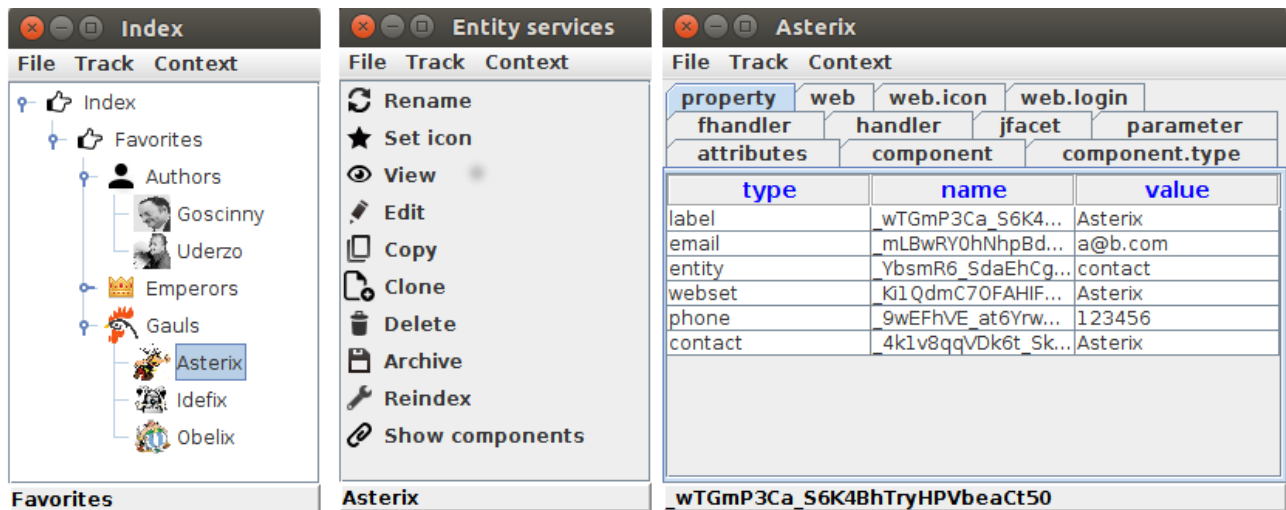 Index
File Track Context
Index
Favorites
Authors
Goscinny
Uderzo
Emperors
Gauls
Asterix
Idefix
Obelix
Favorites
Entity services
File Track Context
Rename
Set icon
View
Edit
Copy
Clone
Delete
Archive
Reindex
Show components
Asterix
Asterix
File Track Context
property web web.icon web.login
fhandler handler jfacet parameter
attributes component component.type
type name value
label _wTGmP3Ca_S6K4... Asterix
email _mLBwRY0hNhpBd... a@b.com
entity _YbsmR6_SdaEhCg... contact
webset _Ki1QdmC7OFAHIF... Asterix
phone _9wEFhVE_at6Yrw... 123456
contact _4k1v8qqVDk6t_Sk... Asterix
_wTGmP3Ca_S6K4BhTryHPVbeaCt50